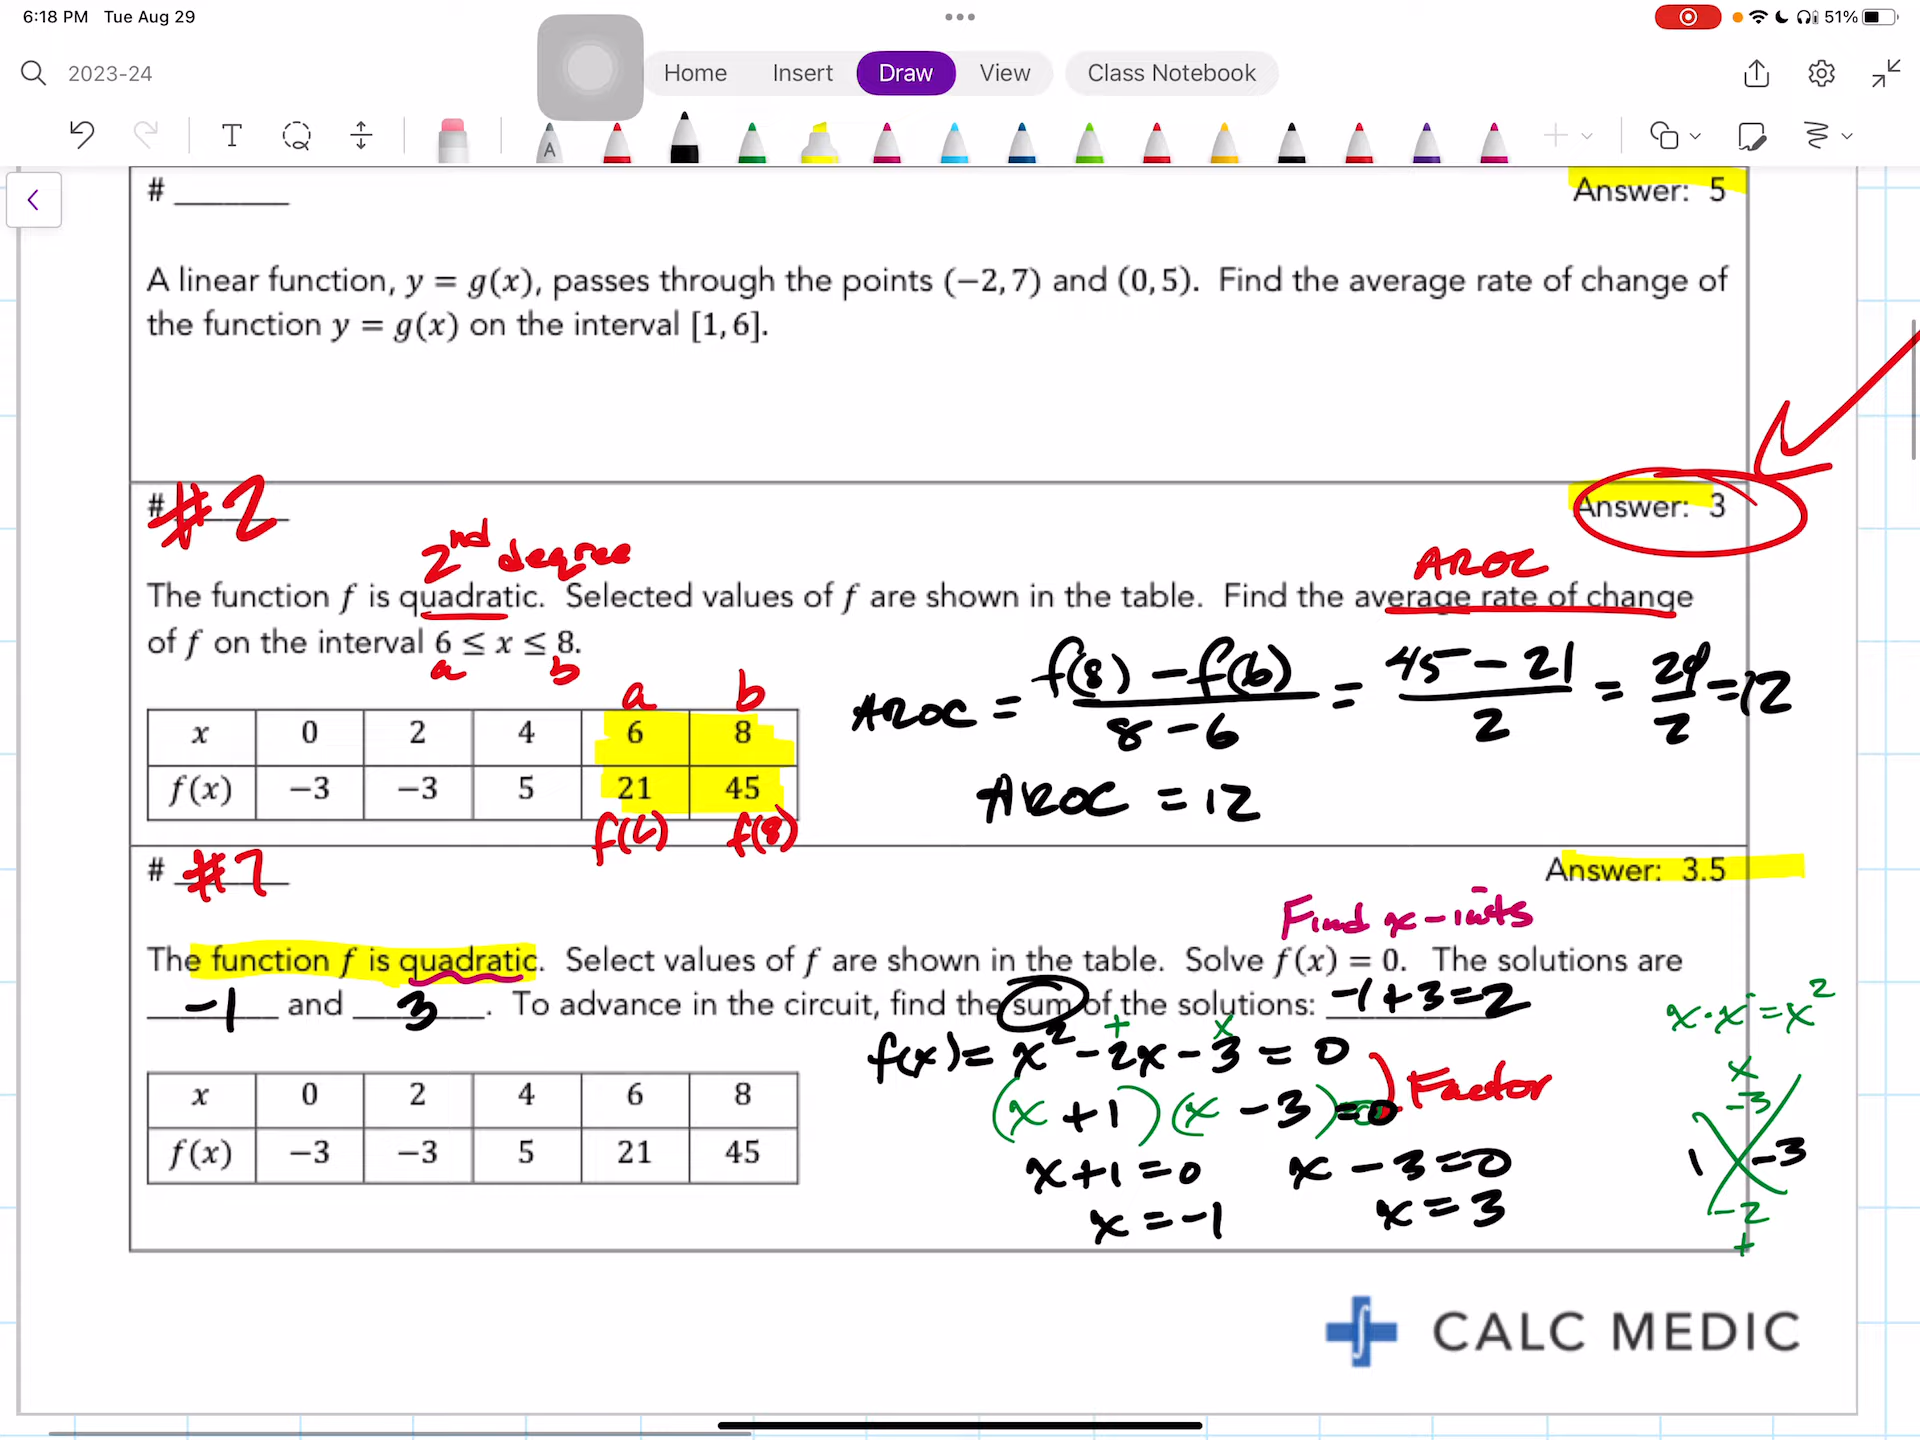 6:18 PM Tue Aug 29
51%
2023-24
Home Insert Draw View Class Notebook
T
A
# ______ Answer: 5
A linear function, y = g(x), passes through the points (−2, 7) and (0, 5). Find the average rate of change of
the function y = g(x) on the interval [1, 6].
# #2 Answer: 3
2nd degree AROC
The function f is quadratic. Selected values of f are shown in the table. Find the average rate of change
of f on the interval 6 ≤ x ≤ 8.
a b
a b
x 0 2 4 6 8
f(x) −3 −3 5 21 45
f(6) f(8)
AROC = f(8) − f(6) / 8 − 6 = 45 − 21 / 2 = 24/2 = 12
AROC = 12
# #7 Answer: 3.5
Find x-ints
The function f is quadratic. Select values of f are shown in the table. Solve f(x) = 0. The solutions are
-1 and 3. To advance in the circuit, find the sum of the solutions: -1+3=2
x·x = x²
+ x
f(x) = x² − 2x − 3 = 0
(x + 1)(x − 3) = 0 Factor
x+1=0 x − 3 = 0
x = -1 x = 3
x
-3
1 -3
-2
+
x 0 2 4 6 8
f(x) −3 −3 5 21 45
CALC MEDIC